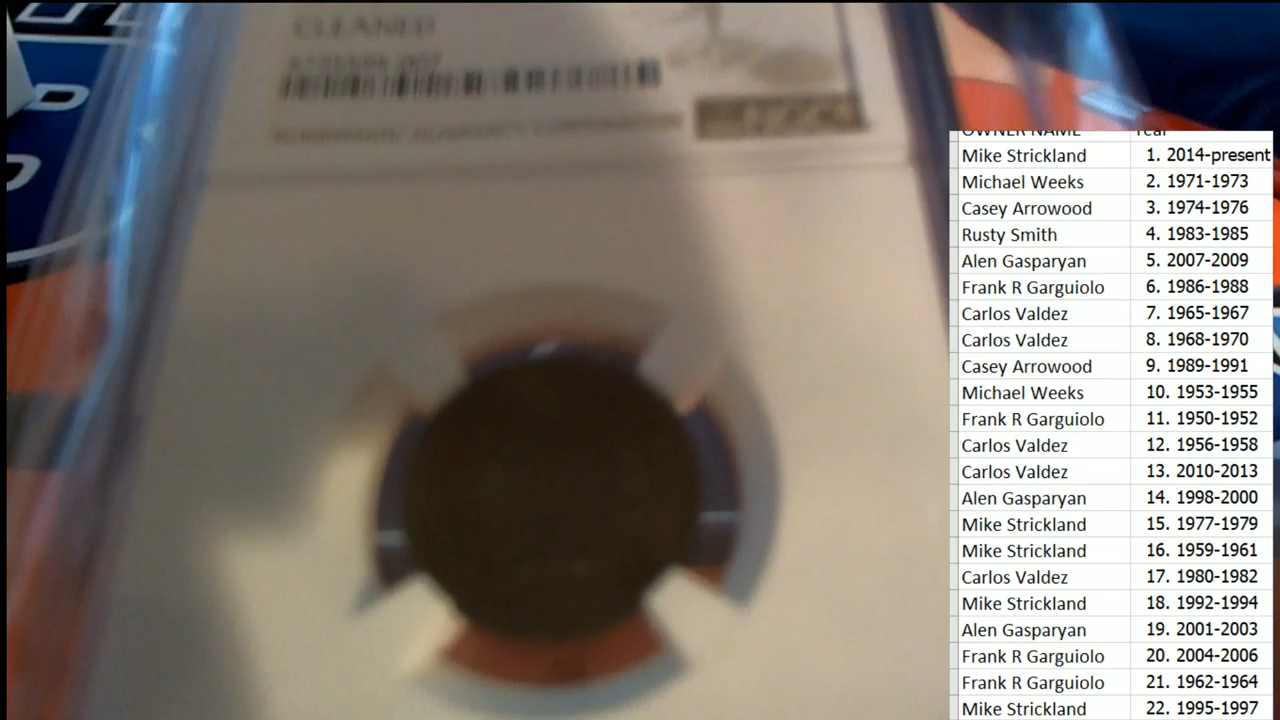 CLEANED
NGC
OWNER NAME Year
Mike Strickland 1. 2014-present
Michael Weeks 2. 1971-1973
Casey Arrowood 3. 1974-1976
Rusty Smith 4. 1983-1985
Alen Gasparyan 5. 2007-2009
Frank R Garguiolo 6. 1986-1988
Carlos Valdez 7. 1965-1967
Carlos Valdez 8. 1968-1970
Casey Arrowood 9. 1989-1991
Michael Weeks 10. 1953-1955
Frank R Garguiolo 11. 1950-1952
Carlos Valdez 12. 1956-1958
Carlos Valdez 13. 2010-2013
Alen Gasparyan 14. 1998-2000
Mike Strickland 15. 1977-1979
Mike Strickland 16. 1959-1961
Carlos Valdez 17. 1980-1982
Mike Strickland 18. 1992-1994
Alen Gasparyan 19. 2001-2003
Frank R Garguiolo 20. 2004-2006
Frank R Garguiolo 21. 1962-1964
Mike Strickland 22. 1995-1997